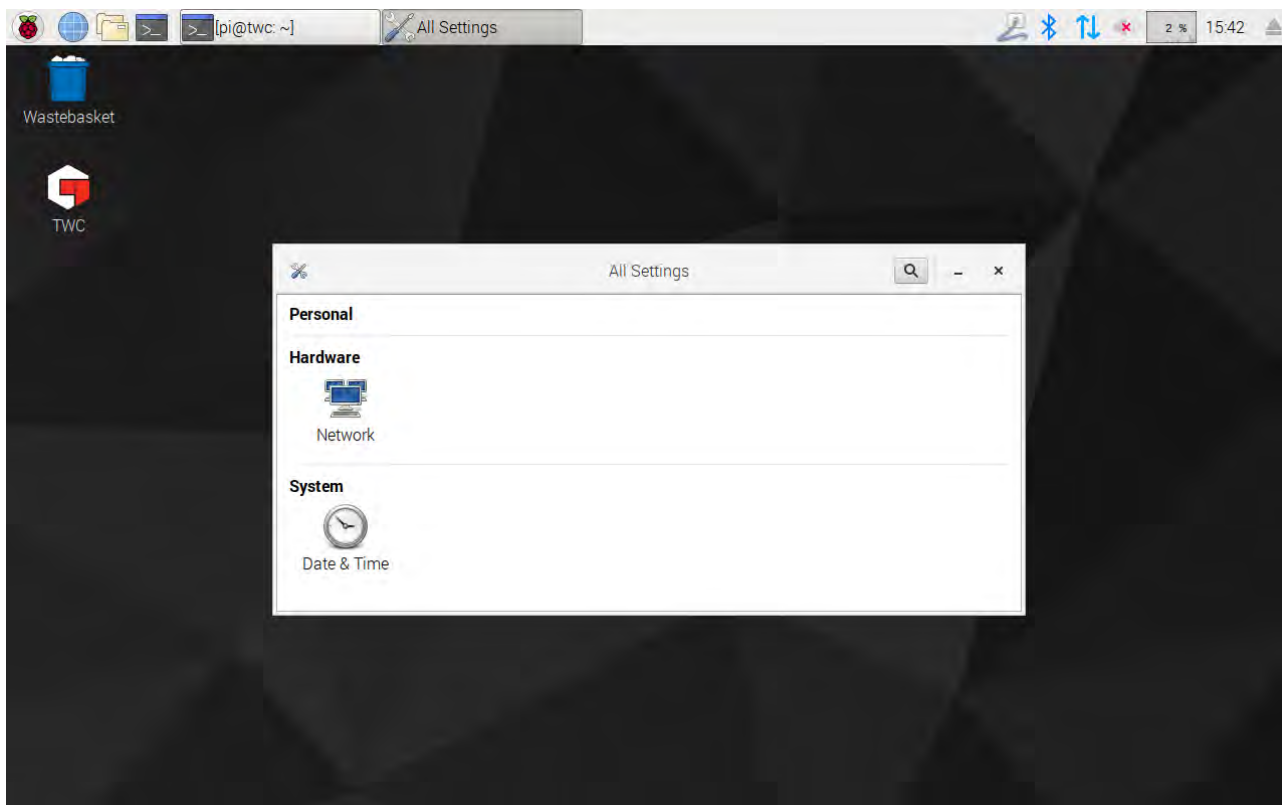 [pi@twc: ~] All Settings 2 % 15:42
Wastebasket
TWC
All Settings
Personal
Hardware
Network
System
Date & Time